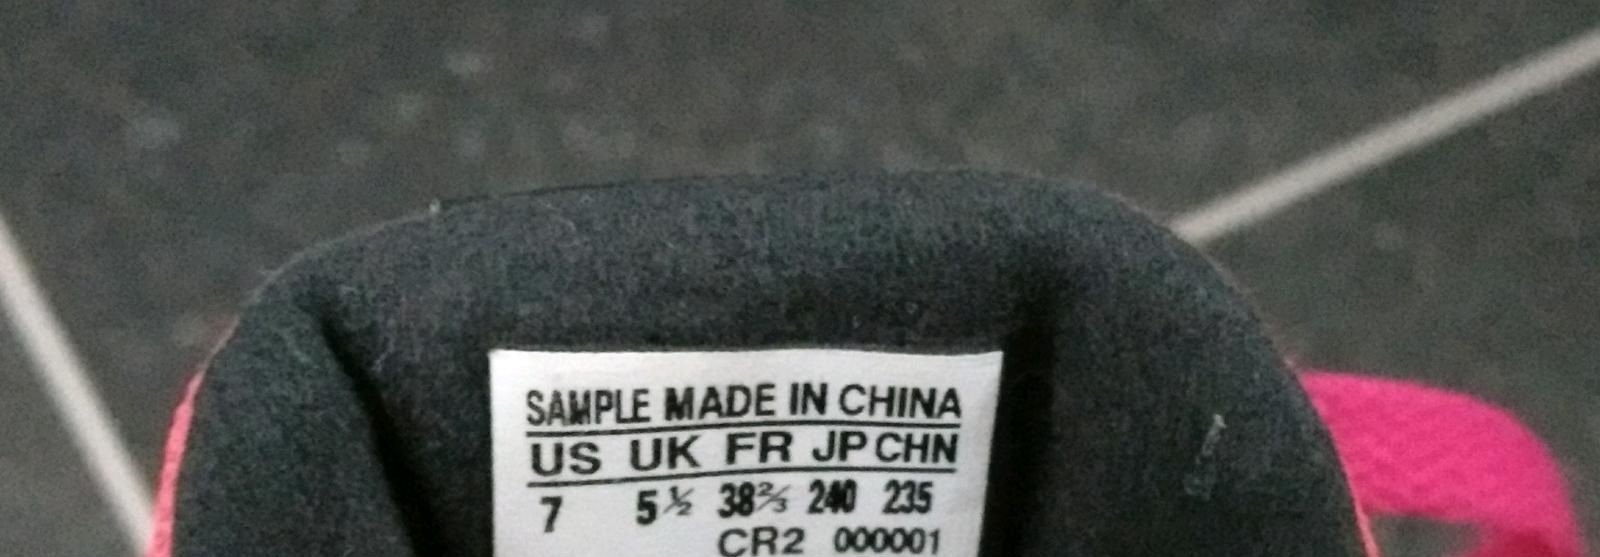 SAMPLE MADE IN CHINA
US UK FR JP CHN
7 5½ 38⅔ 240 235
CR2 000001